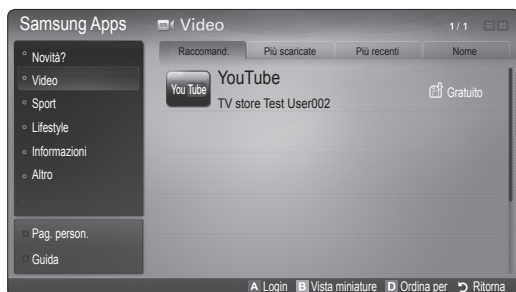 Samsung Apps
Video
1/1
Novità?
Video
Sport
Lifestyle
Informazioni
Altro
Pag. person.
Guida
Raccomand. Più scaricate Più recenti Nome
You Tube
YouTube
TV store Test User002
Gratuito
A Login B Vista miniature D Ordina per Ritorna